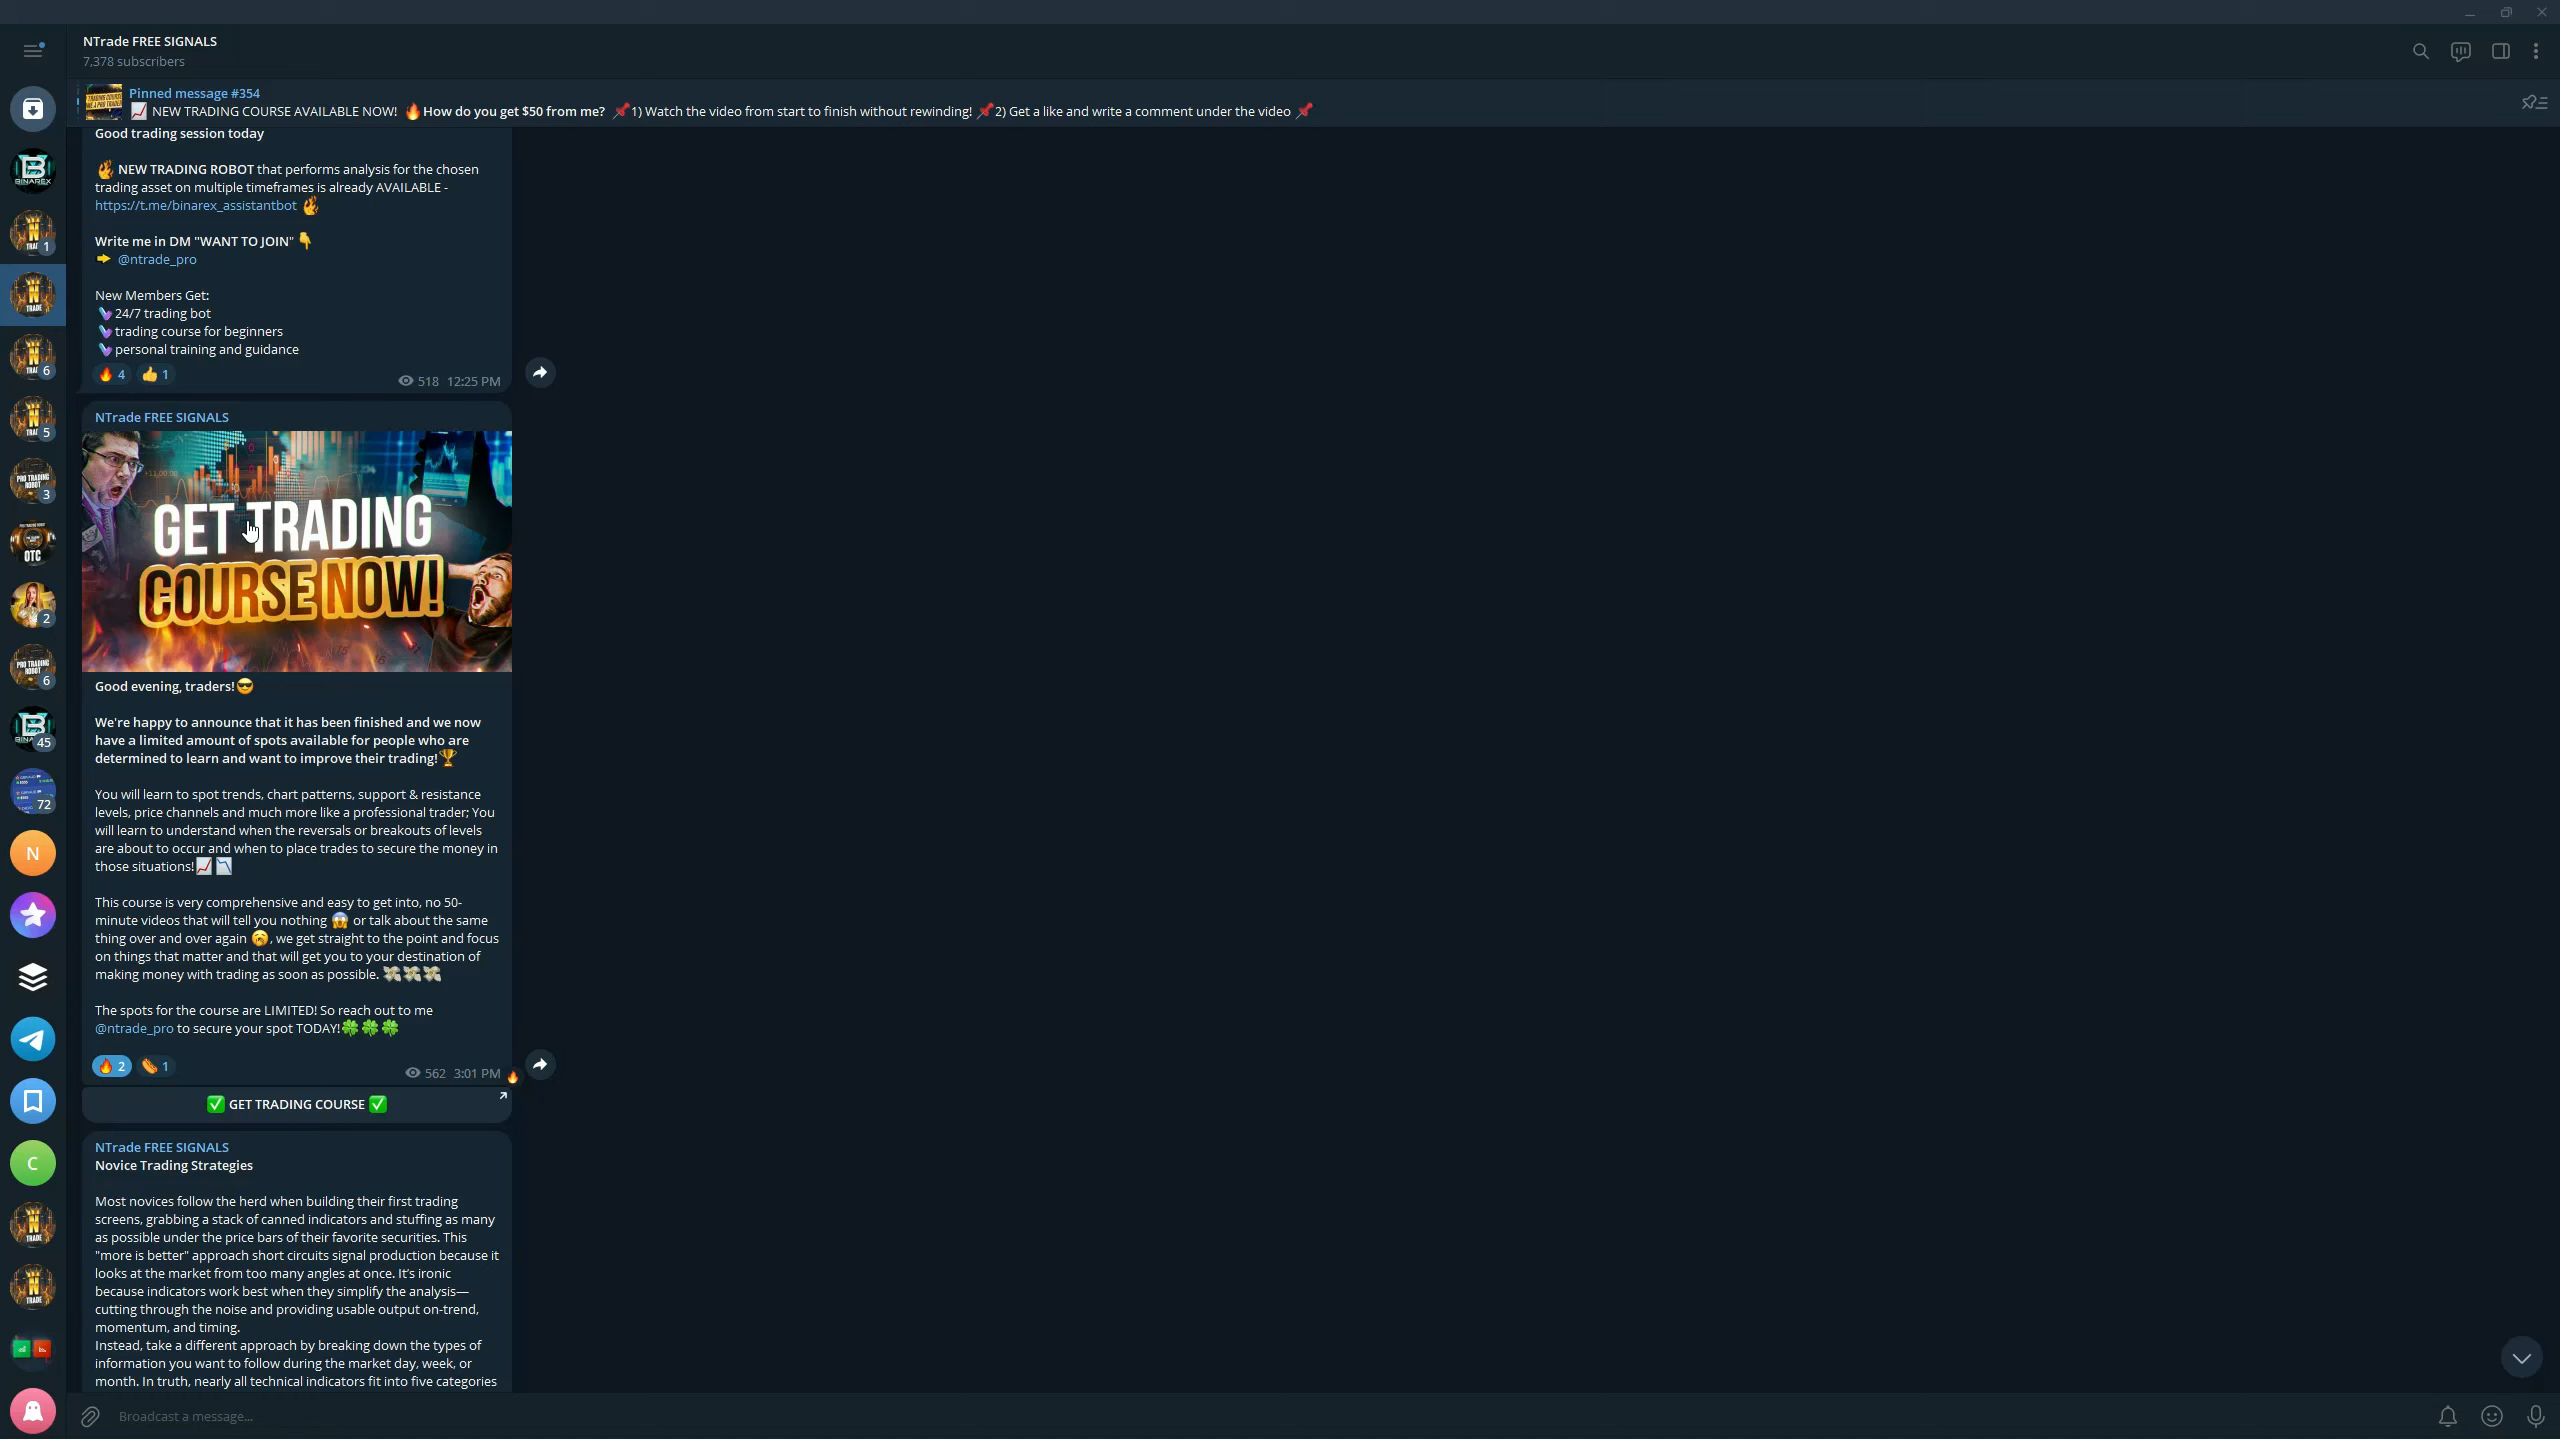 NTrade FREE SIGNALS
7,378 subscribers
Pinned message #354
📈 NEW TRADING COURSE AVAILABLE NOW! 🔥How do you get $50 from me? 📌1) Watch the video from start to finish without rewinding! 📌2) Get a like and write a comment under the video 📌
Good trading session today
🔥 NEW TRADING ROBOT that performs analysis for the chosen
trading asset on multiple timeframes is already AVAILABLE -
https://t.me/binarex_assistantbot 🔥
Write me in DM "WANT TO JOIN" 👇
➡ @ntrade_pro
New Members Get:
24/7 trading bot
trading course for beginners
personal training and guidance
🔥 4 👍 1
518 12:25 PM
NTrade FREE SIGNALS
GET TRADING
COURSE NOW!
Good evening, traders!😎
We're happy to announce that it has been finished and we now
have a limited amount of spots available for people who are
determined to learn and want to improve their trading!🏆
You will learn to spot trends, chart patterns, support & resistance
levels, price channels and much more like a professional trader; You
will learn to understand when the reversals or breakouts of levels
are about to occur and when to place trades to secure the money in
those situations!📈📉
This course is very comprehensive and easy to get into, no 50-
minute videos that will tell you nothing 😱 or talk about the same
thing over and over again 🥱, we get straight to the point and focus
on things that matter and that will get you to your destination of
making money with trading as soon as possible. 💸💸💸
The spots for the course are LIMITED! So reach out to me
@ntrade_pro to secure your spot TODAY!🍀🍀🍀
🔥 2 🌭 1
562 3:01 PM
✅ GET TRADING COURSE ✅
NTrade FREE SIGNALS
Novice Trading Strategies
Most novices follow the herd when building their first trading
screens, grabbing a stack of canned indicators and stuffing as many
as possible under the price bars of their favorite securities. This
"more is better" approach short circuits signal production because it
looks at the market from too many angles at once. It's ironic
because indicators work best when they simplify the analysis—
cutting through the noise and providing usable output on-trend,
momentum, and timing.
Instead, take a different approach by breaking down the types of
information you want to follow during the market day, week, or
month. In truth, nearly all technical indicators fit into five categories
Broadcast a message...
BINAREX
1
TRADE
6
5
PRO TRADING
ROBOT
3
OTC
2
PRO TRADING
ROBOT
6
45
72
N
C
TRADE
TRADE